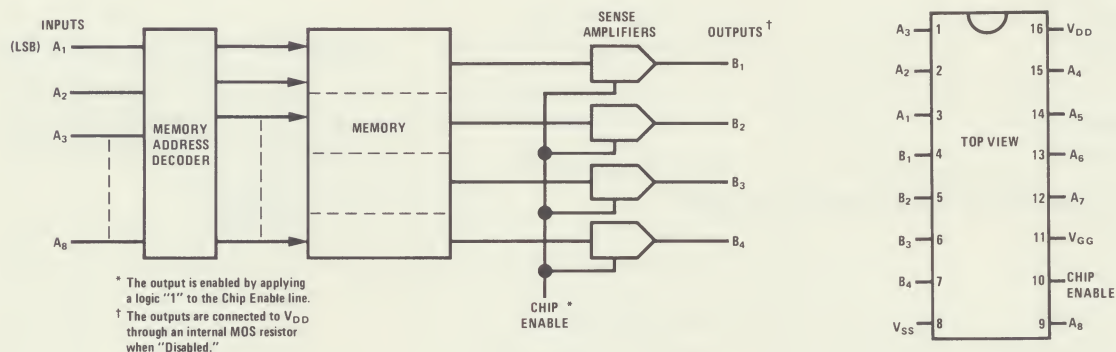 INPUTS
(LSB) A1
A2
A3
A8
MEMORY
ADDRESS
DECODER
MEMORY
SENSE
AMPLIFIERS
OUTPUTS †
B1
B2
B3
B4
CHIP *
ENABLE
* The output is enabled by applying
a logic "1" to the Chip Enable line.
† The outputs are connected to VDD
through an internal MOS resistor
when "Disabled."
A3 1
A2 2
A1 3
B1 4
B2 5
B3 6
B4 7
VSS 8
TOP VIEW
16 VDD
15 A4
14 A5
13 A6
12 A7
11 VGG
10 CHIP
ENABLE
9 A8